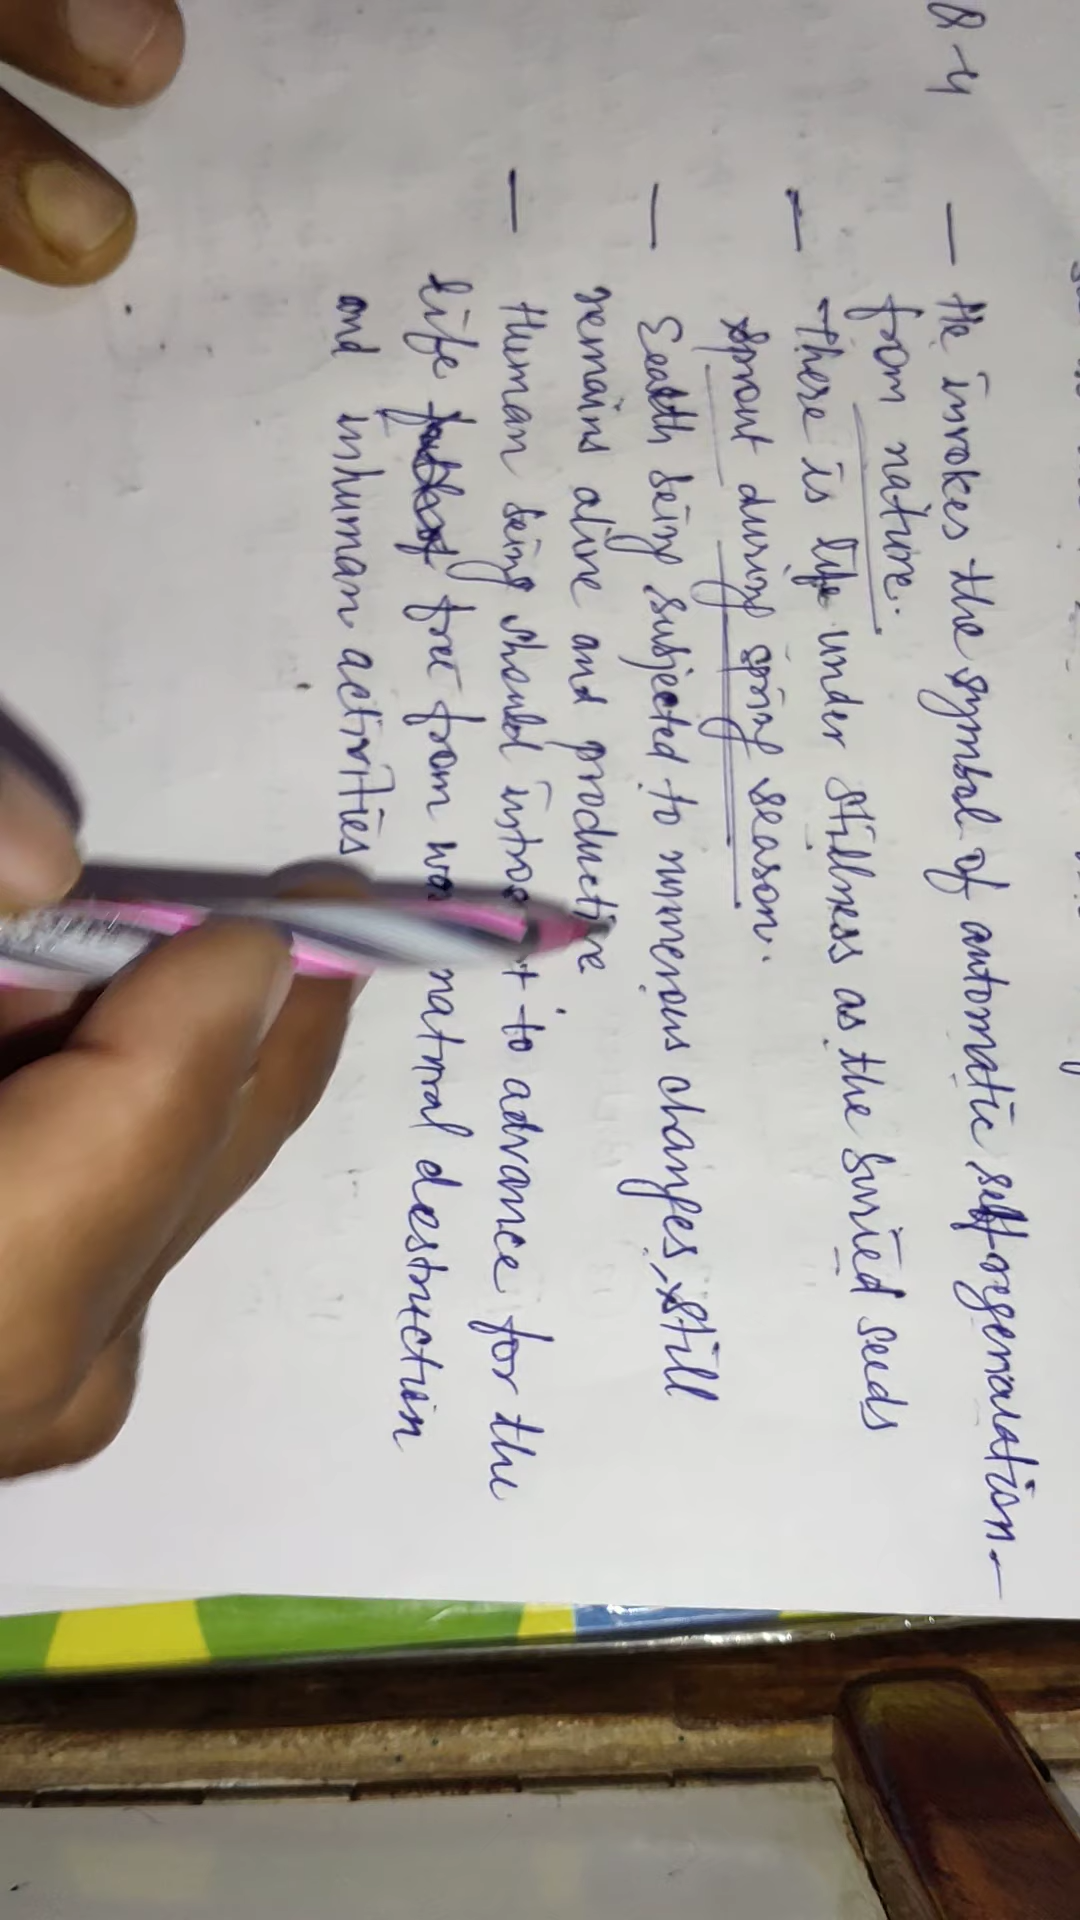 Q-4
— He invokes the symbol of automatic self regenaration -
from nature.
— There is life under stillness as the buried seeds
sprout during spring season.
— Earth being subjected to numerous changes, still
remains alive and productive
— Human being should to advance for the
life free from natural destruction
and inhuman activities